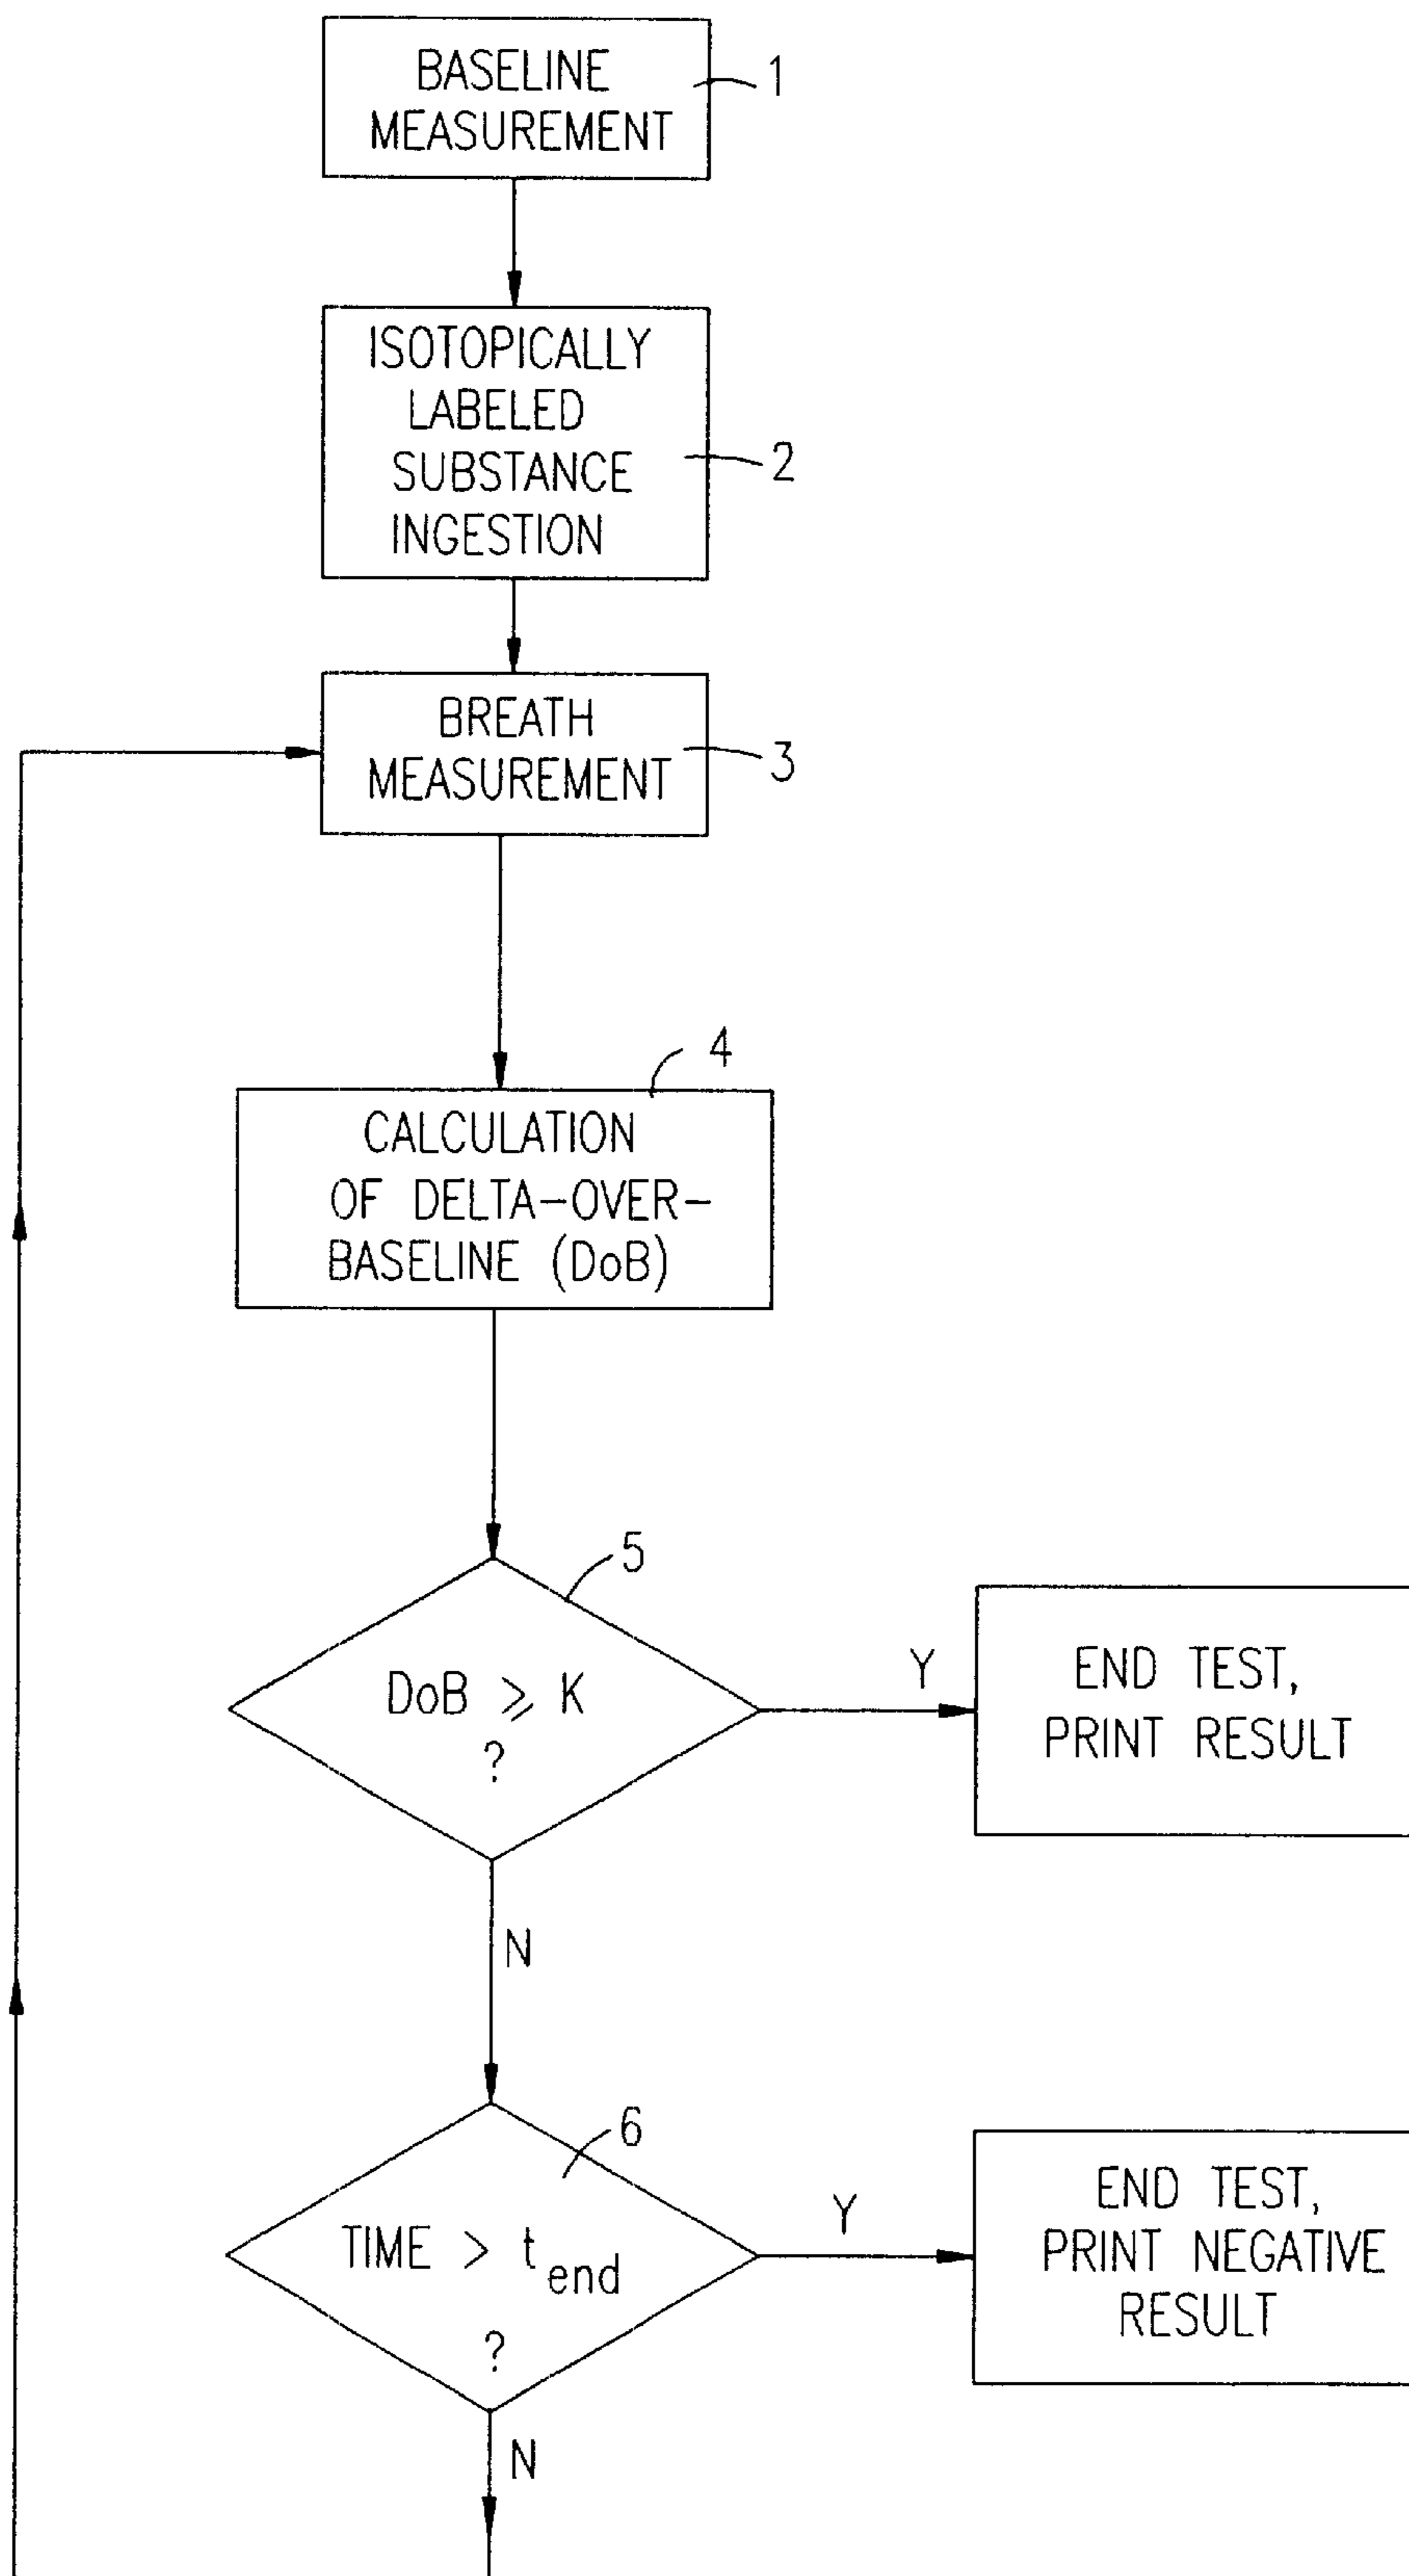 BASELINE
MEASUREMENT
1
ISOTOPICALLY
LABELED
SUBSTANCE
INGESTION
2
BREATH
MEASUREMENT
3
4
CALCULATION
OF DELTA-OVER-
BASELINE (DoB)
5
DoB ⩾ K
?
Y
END TEST,
PRINT RESULT
N
6
TIME > t end
?
Y
END TEST,
PRINT NEGATIVE
RESULT
N